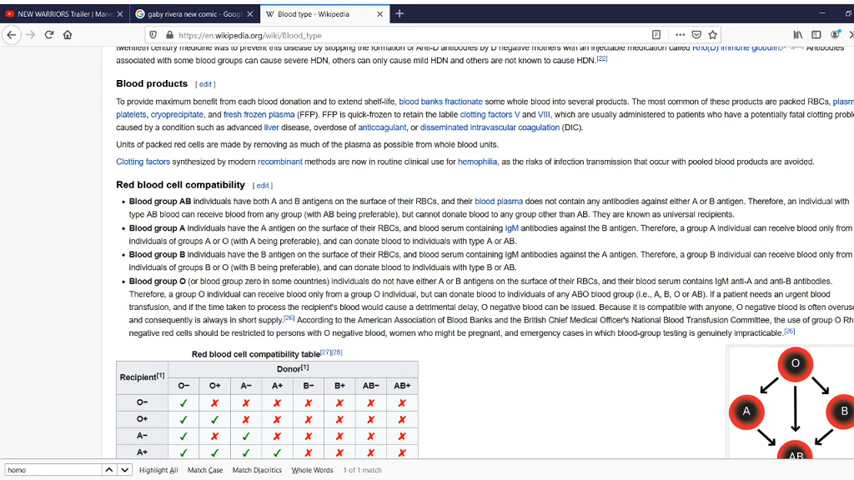 NEW WARRIORS Trailer | Mar
gaby rivera new comic - Goog
Blood type - Wikipedia
https://en.wikipedia.org/wiki/Blood_type
twentieth century medicine was to prevent this disease by stopping the formation of Anti-D antibodies by D negative mothers with an injectable medication called Rho(D) immune globulin. Antibodies
associated with some blood groups can cause severe HDN, others can only cause mild HDN and others are not known to cause HDN.[22]
Blood products [ edit ]
To provide maximum benefit from each blood donation and to extend shelf-life, blood banks fractionate some whole blood into several products. The most common of these products are packed RBCs, plasm
platelets, cryoprecipitate, and fresh frozen plasma (FFP). FFP is quick-frozen to retain the labile clotting factors V and VIII, which are usually administered to patients who have a potentially fatal clotting proble
caused by a condition such as advanced liver disease, overdose of anticoagulant, or disseminated intravascular coagulation (DIC).
Units of packed red cells are made by removing as much of the plasma as possible from whole blood units.
Clotting factors synthesized by modern recombinant methods are now in routine clinical use for hemophilia, as the risks of infection transmission that occur with pooled blood products are avoided.
Red blood cell compatibility [ edit ]
• Blood group AB individuals have both A and B antigens on the surface of their RBCs, and their blood plasma does not contain any antibodies against either A or B antigen. Therefore, an individual with
type AB blood can receive blood from any group (with AB being preferable), but cannot donate blood to any group other than AB. They are known as universal recipients.
• Blood group A individuals have the A antigen on the surface of their RBCs, and blood serum containing IgM antibodies against the B antigen. Therefore, a group A individual can receive blood only from
individuals of groups A or O (with A being preferable), and can donate blood to individuals with type A or AB.
• Blood group B individuals have the B antigen on the surface of their RBCs, and blood serum containing IgM antibodies against the A antigen. Therefore, a group B individual can receive blood only from
individuals of groups B or O (with B being preferable), and can donate blood to individuals with type B or AB.
• Blood group O (or blood group zero in some countries) individuals do not have either A or B antigens on the surface of their RBCs, and their blood serum contains IgM anti-A and anti-B antibodies.
Therefore, a group O individual can receive blood only from a group O individual, but can donate blood to individuals of any ABO blood group (i.e., A, B, O or AB). If a patient needs an urgent blood
transfusion, and if the time taken to process the recipient's blood would cause a detrimental delay, O negative blood can be issued. Because it is compatible with anyone, O negative blood is often overuse
and consequently is always in short supply.[26] According to the American Association of Blood Banks and the British Chief Medical Officer's National Blood Transfusion Committee, the use of group O Rh
negative red cells should be restricted to persons with O negative blood, women who might be pregnant, and emergency cases in which blood-group testing is genuinely impracticable.[26]
Red blood cell compatibility table[27][28]
Recipient[1] Donor[1]
O− O+ A− A+ B− B+ AB− AB+
O− ✓ ✗ ✗ ✗ ✗ ✗ ✗ ✗
O+ ✓ ✓ ✗ ✗ ✗ ✗ ✗ ✗
A− ✓ ✗ ✓ ✗ ✗ ✗ ✗ ✗
A+ ✓ ✓ ✓ ✓ ✗ ✗ ✗ ✗
O
A B
AB
homo Highlight All Match Case Match Diacritics Whole Words 1 of 1 match